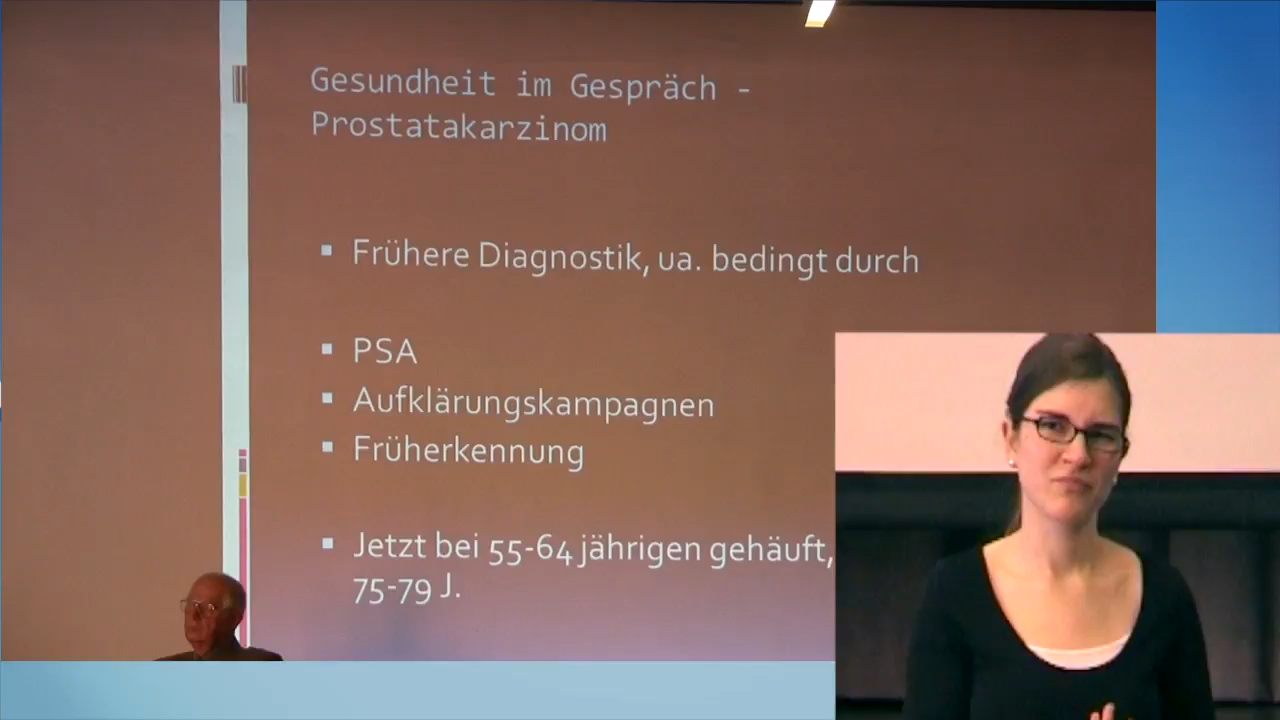 Gesundheit im Gespräch -
Prostatakarzinom
Frühere Diagnostik, ua. bedingt durch
PSA
Aufklärungskampagnen
Früherkennung
Jetzt bei 55-64 jährigen gehäuft,
75-79 J.